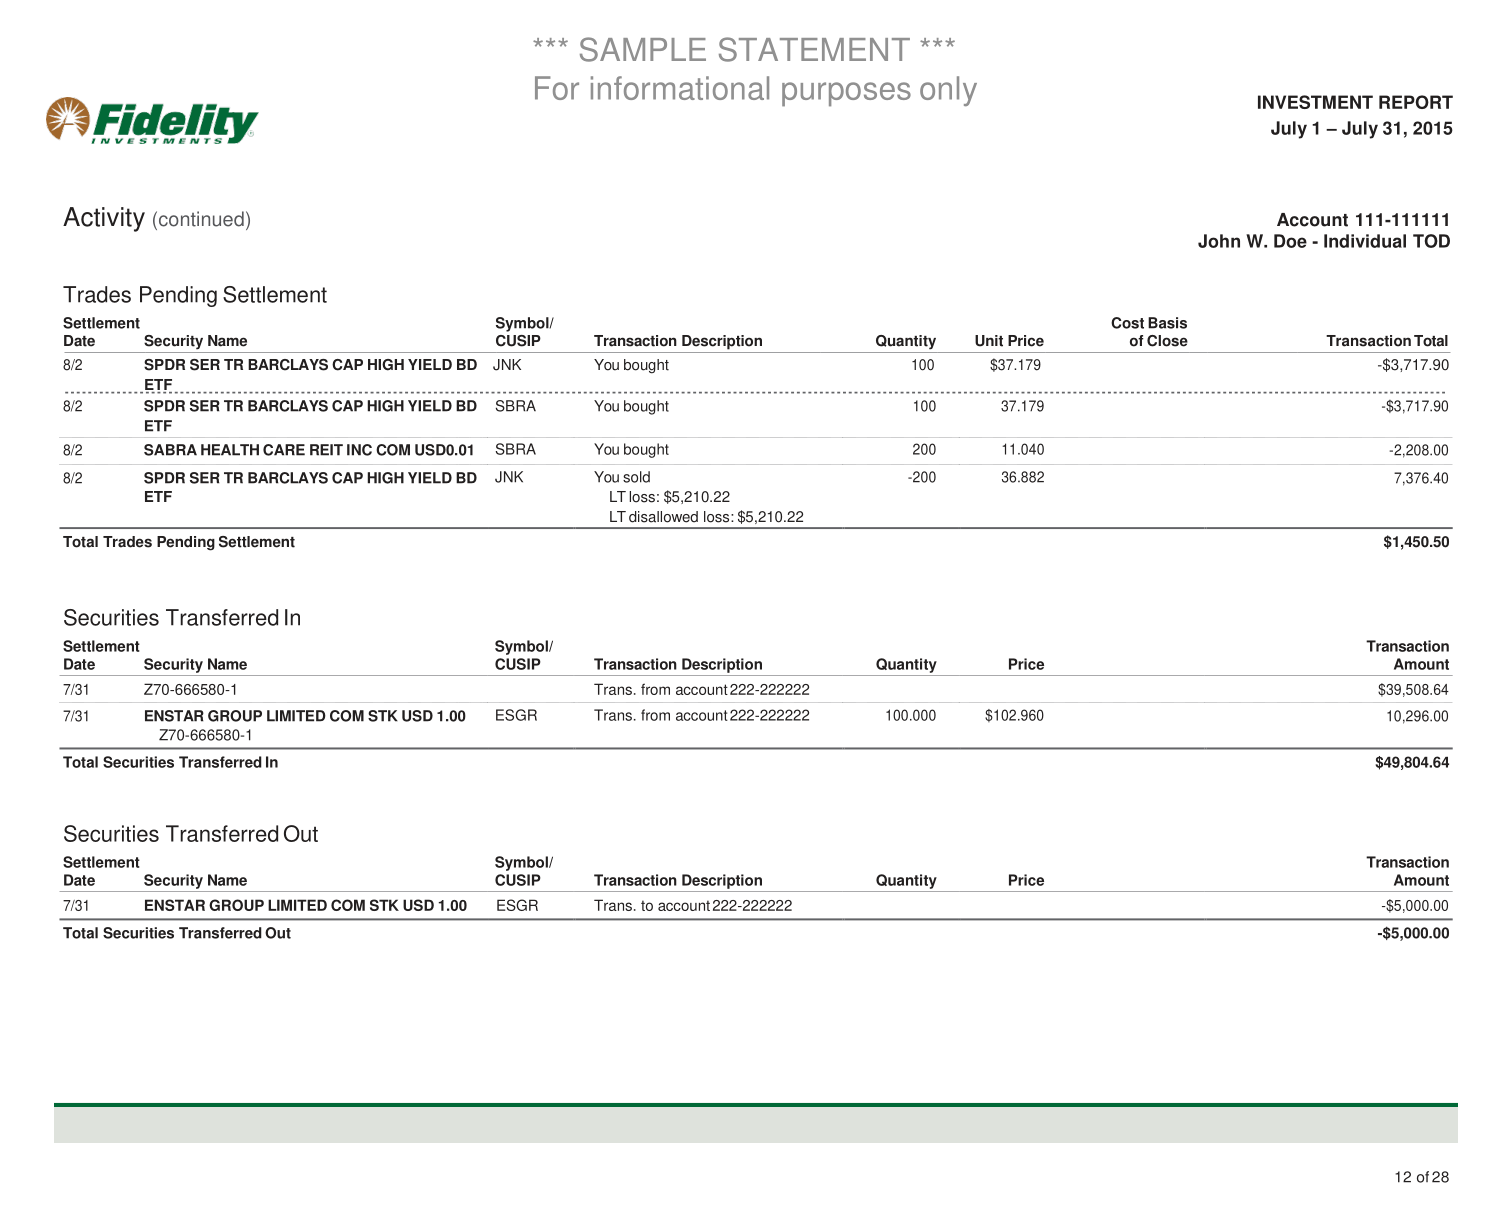 *** SAMPLE STATEMENT ***
For informational purposes only
Fidelity
INVESTMENTS®
INVESTMENT REPORT
July 1 – July 31, 2015
Activity (continued)
Account 111-111111
John W. Doe - Individual TOD
Trades Pending Settlement
Settlement Symbol/ Cost Basis
Date Security Name CUSIP Transaction Description Quantity Unit Price of Close Transaction Total
8/2 SPDR SER TR BARCLAYS CAP HIGH YIELD BD JNK You bought 100 $37.179 -$3,717.90
ETF
8/2 SPDR SER TR BARCLAYS CAP HIGH YIELD BD SBRA You bought 100 37.179 -$3,717.90
ETF
8/2 SABRA HEALTH CARE REIT INC COM USD0.01 SBRA You bought 200 11.040 -2,208.00
8/2 SPDR SER TR BARCLAYS CAP HIGH YIELD BD JNK You sold -200 36.882 7,376.40
ETF LT loss: $5,210.22
LT disallowed loss: $5,210.22
Total Trades Pending Settlement $1,450.50
Securities Transferred In
Settlement Symbol/ Transaction
Date Security Name CUSIP Transaction Description Quantity Price Amount
7/31 Z70-666580-1 Trans. from account 222-222222 $39,508.64
7/31 ENSTAR GROUP LIMITED COM STK USD 1.00 ESGR Trans. from account 222-222222 100.000 $102.960 10,296.00
Z70-666580-1
Total Securities Transferred In $49,804.64
Securities Transferred Out
Settlement Symbol/ Transaction
Date Security Name CUSIP Transaction Description Quantity Price Amount
7/31 ENSTAR GROUP LIMITED COM STK USD 1.00 ESGR Trans. to account 222-222222 -$5,000.00
Total Securities Transferred Out -$5,000.00
12 of 28